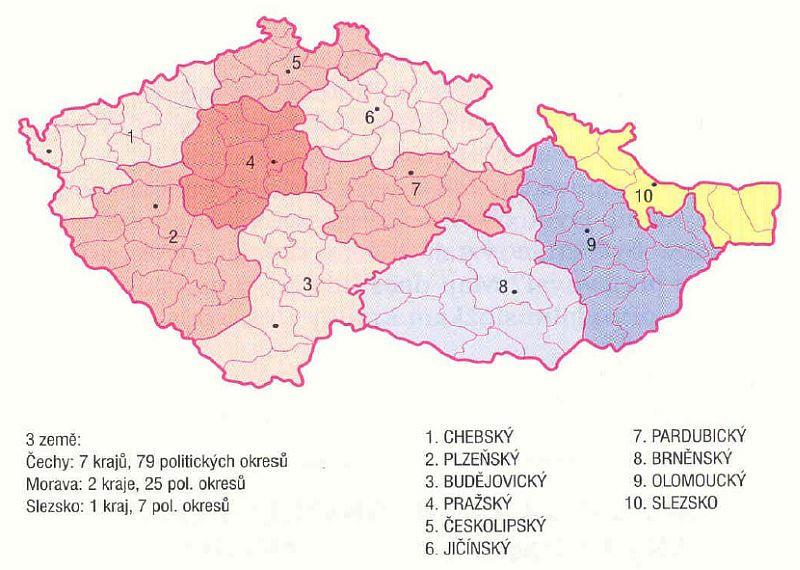 5
6
1
4
7
10
2
9
3
8
3 země:
Čechy: 7 krajů, 79 politických okresů
Morava: 2 kraje, 25 pol. okresů
Slezsko: 1 kraj, 7 pol. okresů
1. CHEBSKÝ
2. PLZEŇSKÝ
3. BUDĚJOVICKÝ
4. PRAŽSKÝ
5. ČESKOLIPSKÝ
6. JIČÍNSKÝ
7. PARDUBICKÝ
8. BRNĚNSKÝ
9. OLOMOUCKÝ
10. SLEZSKO